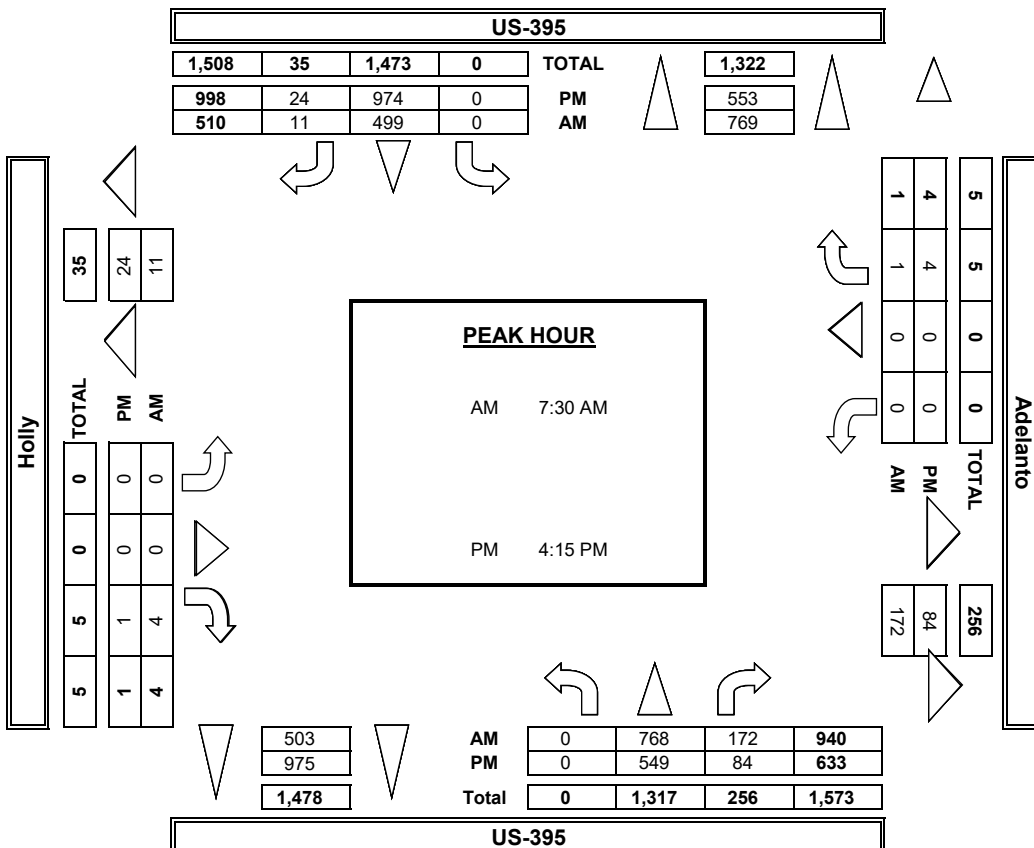 US-395
1,508 35 1,473 0 TOTAL 1,322
998 24 974 0 PM 553
510 11 499 0 AM 769
Holly
35 24 11
TOTAL PM AM
0 0 0
0 0 0
5 1 4
5 1 4
PEAK HOUR
AM 7:30 AM
PM 4:15 PM
1 4 5
1 4 5
0 0 0
0 0 0
AM PM TOTAL
172 84 256
Adelanto
503 AM 0 768 172 940
975 PM 0 549 84 633
1,478 Total 0 1,317 256 1,573
US-395